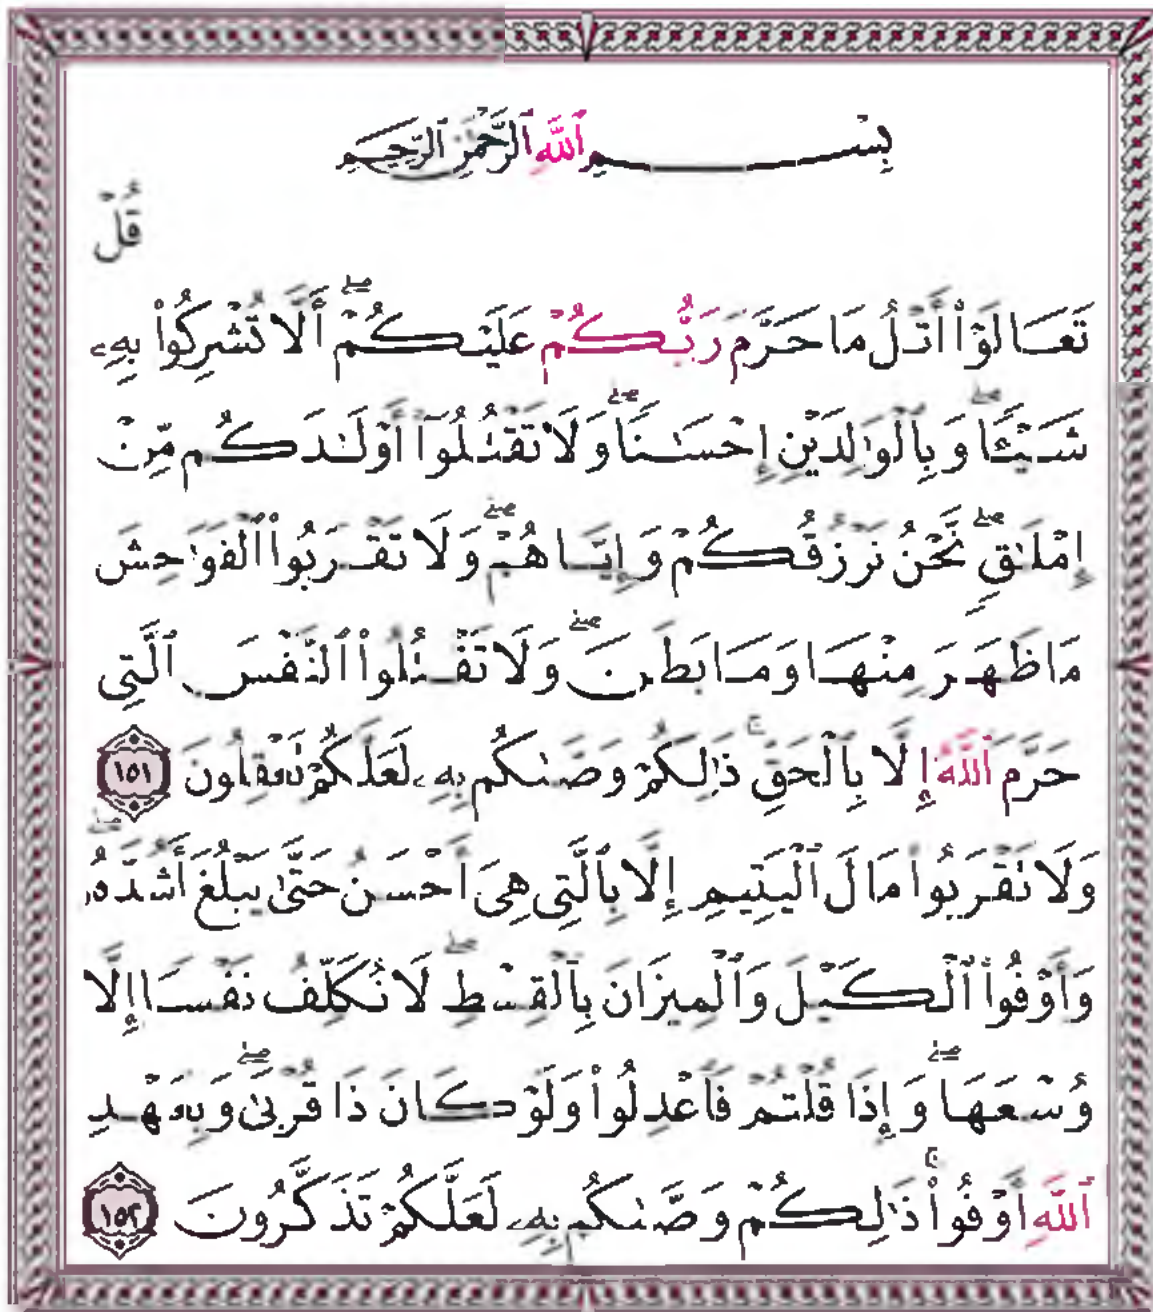 بِسْمِ ٱللَّهِ ٱلرَّحْمَٰنِ ٱلرَّحِيمِ
قُلْ
تَعَالَوْا۟ أَتْلُ مَا حَرَّمَ رَبُّكُمْ عَلَيْكُمْ ۖ أَلَّا تُشْرِكُوا۟ بِهِۦ
شَيْـًٔا ۖ وَبِٱلْوَٰلِدَيْنِ إِحْسَٰنًا ۖ وَلَا تَقْتُلُوٓا۟ أَوْلَٰدَكُم مِّنْ
إِمْلَٰقٍ ۖ نَّحْنُ نَرْزُقُكُمْ وَإِيَّاهُمْ ۖ وَلَا تَقْرَبُوا۟ ٱلْفَوَٰحِشَ
مَا ظَهَرَ مِنْهَا وَمَا بَطَنَ ۖ وَلَا تَقْتُلُوا۟ ٱلنَّفْسَ ٱلَّتِى
حَرَّمَ ٱللَّهُ إِلَّا بِٱلْحَقِّ ۚ ذَٰلِكُمْ وَصَّىٰكُم بِهِۦ لَعَلَّكُمْ تَعْقِلُونَ ١٥١
وَلَا تَقْرَبُوا۟ مَالَ ٱلْيَتِيمِ إِلَّا بِٱلَّتِى هِىَ أَحْسَنُ حَتَّىٰ يَبْلُغَ أَشُدَّهُۥ ۖ
وَأَوْفُوا۟ ٱلْكَيْلَ وَٱلْمِيزَانَ بِٱلْقِسْطِ ۖ لَا نُكَلِّفُ نَفْسًا إِلَّا
وُسْعَهَا ۖ وَإِذَا قُلْتُمْ فَٱعْدِلُوا۟ وَلَوْ كَانَ ذَا قُرْبَىٰ ۖ وَبِعَهْدِ
ٱللَّهِ أَوْفُوا۟ ۚ ذَٰلِكُمْ وَصَّىٰكُم بِهِۦ لَعَلَّكُمْ تَذَكَّرُونَ ١٥٢